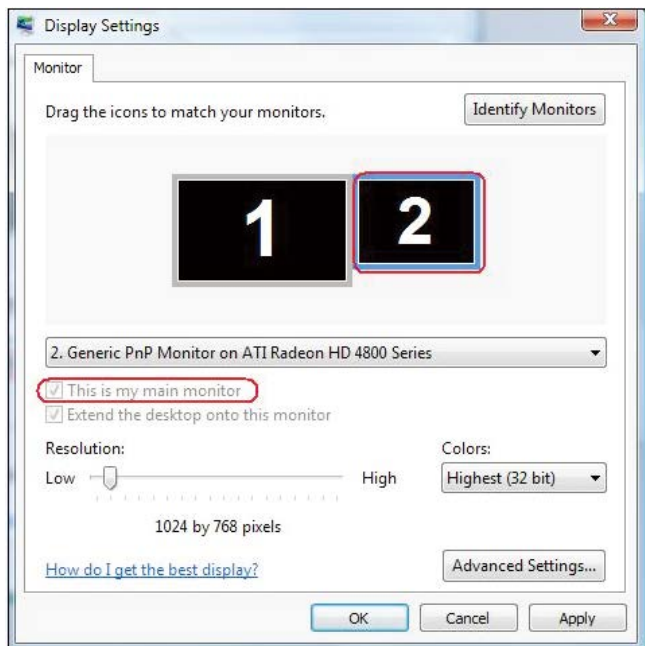 Display Settings
Monitor
Drag the icons to match your monitors.
Identify Monitors
1
2
2. Generic PnP Monitor on ATI Radeon HD 4800 Series
This is my main monitor
Extend the desktop onto this monitor
Resolution:
Colors:
Low
High
Highest (32 bit)
1024 by 768 pixels
How do I get the best display?
Advanced Settings...
OK
Cancel
Apply